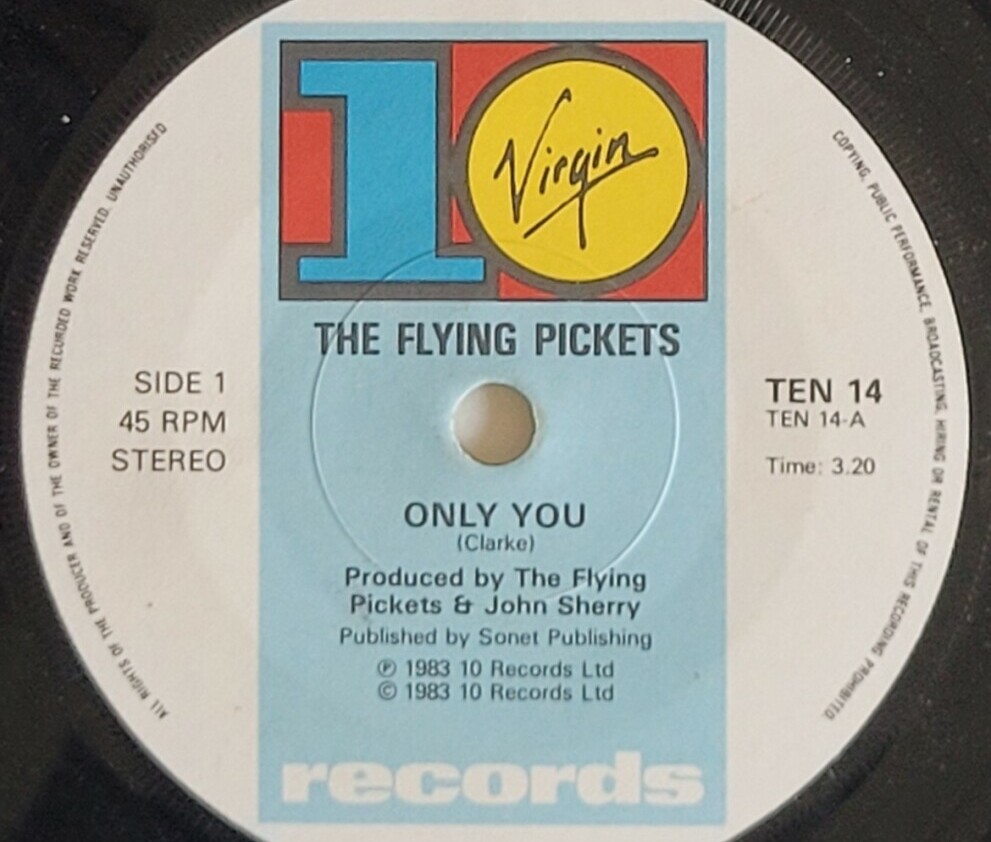 10
Virgin
THE FLYING PICKETS
SIDE 1
45 RPM
STEREO
TEN 14
TEN 14-A
Time: 3.20
ONLY YOU
(Clarke)
Produced by The Flying
Pickets & John Sherry
Published by Sonet Publishing
℗ 1983 10 Records Ltd
© 1983 10 Records Ltd
records
ALL RIGHTS OF THE PRODUCER AND OF THE OWNER OF THE RECORDED WORK RESERVED. UNAUTHORISED
COPYING, PUBLIC PERFORMANCE, BROADCASTING, HIRING OR RENTAL OF THIS RECORDING PROHIBITED